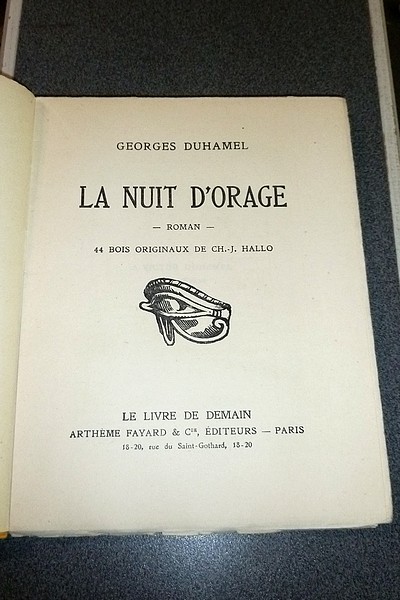 GEORGES DUHAMEL
LA NUIT D'ORAGE
— ROMAN —
44 BOIS ORIGINAUX DE CH.-J. HALLO
LE LIVRE DE DEMAIN
ARTHÈME FAYARD & Cie, ÉDITEURS — PARIS
18-20, rue du Saint-Gothard, 18-20